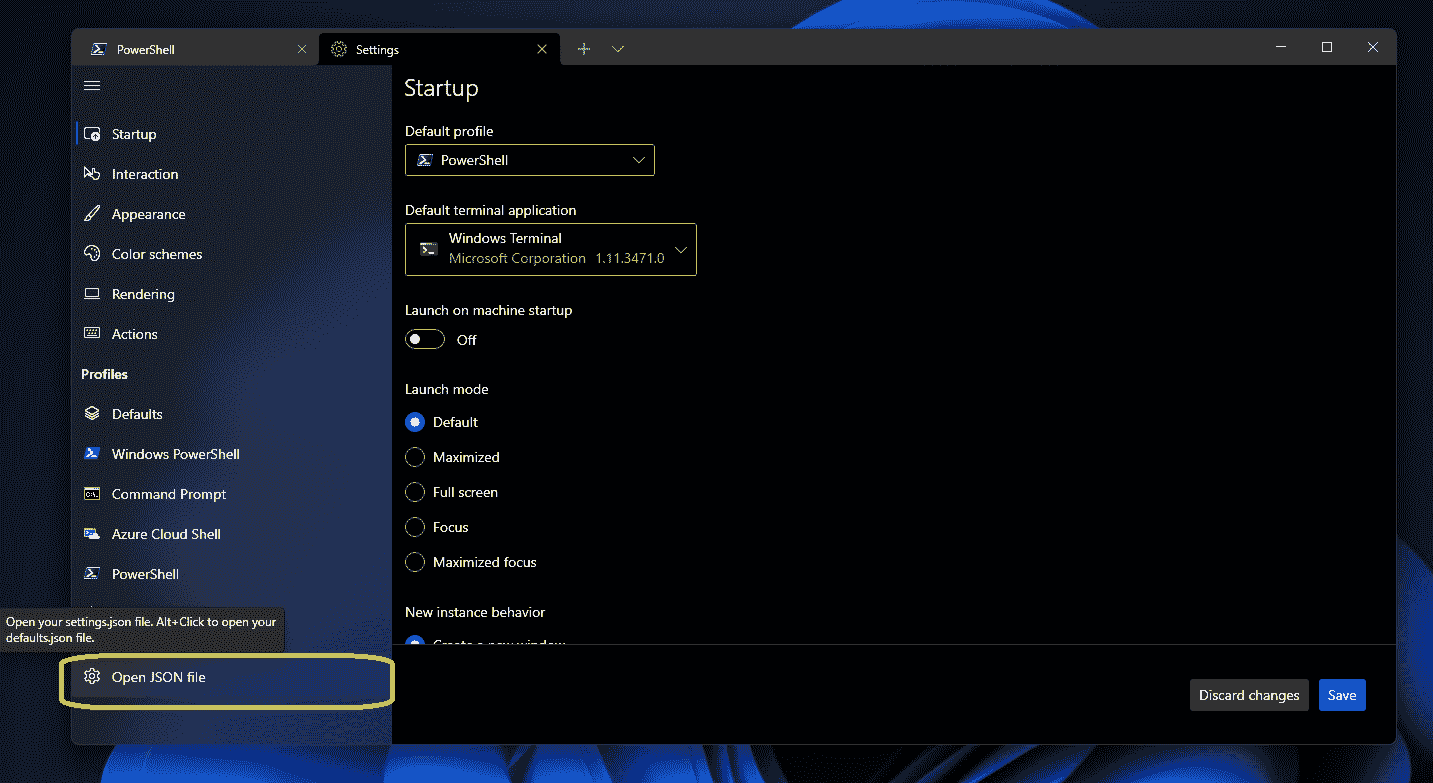 PowerShell
Settings
Startup
Interaction
Appearance
Color schemes
Rendering
Actions
Profiles
Defaults
Windows PowerShell
Command Prompt
Azure Cloud Shell
PowerShell
Open your settings.json file. Alt+Click to open your
defaults.json file.
Open JSON file
Startup
Default profile
PowerShell
Default terminal application
Windows Terminal
Microsoft Corporation 1.11.3471.0
Launch on machine startup
Off
Launch mode
Default
Maximized
Full screen
Focus
Maximized focus
New instance behavior
Create a new window
Discard changes
Save